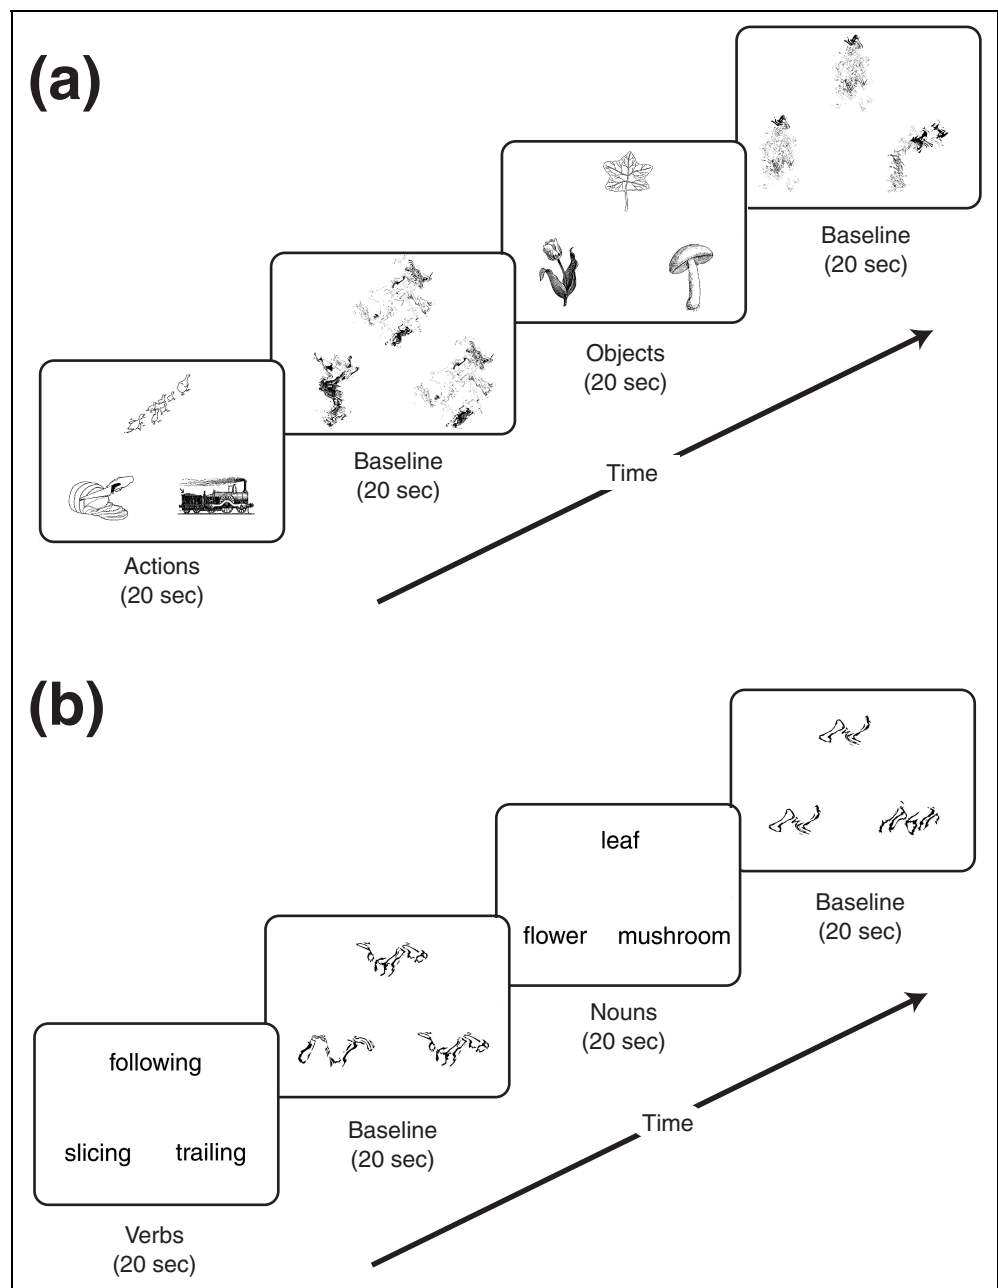 (a)
Baseline
(20 sec)
Objects
(20 sec)
Baseline
(20 sec)
Time
Actions
(20 sec)
(b)
leaf
flower mushroom
Baseline
(20 sec)
Nouns
(20 sec)
following
slicing trailing
Baseline
(20 sec)
Time
Verbs
(20 sec)